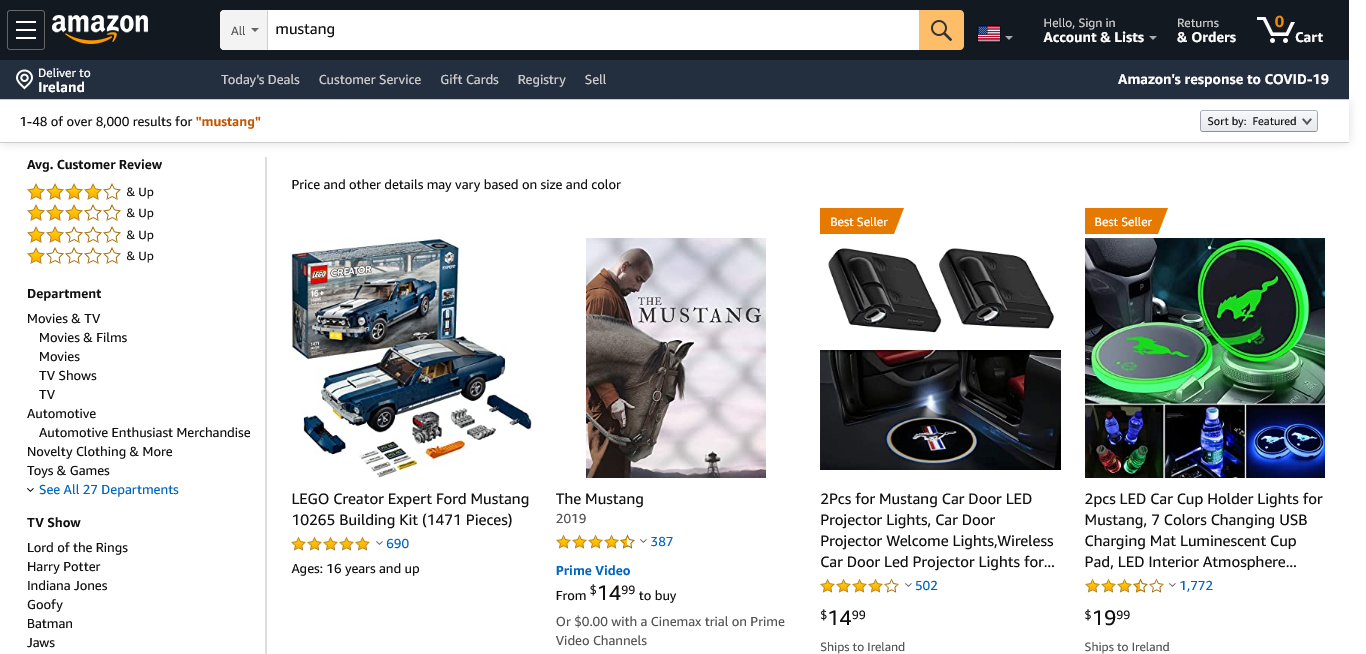 amazon
All
mustang
Hello, Sign in
Account & Lists
Returns
& Orders
0
Cart
Deliver to
Ireland
Today's Deals
Customer Service
Gift Cards
Registry
Sell
Amazon's response to COVID-19
1-48 of over 8,000 results for "mustang"
Sort by: Featured
Avg. Customer Review
& Up
& Up
& Up
& Up
Department
Movies & TV
Movies & Films
Movies
TV Shows
TV
Automotive
Automotive Enthusiast Merchandise
Novelty Clothing & More
Toys & Games
See All 27 Departments
TV Show
Lord of the Rings
Harry Potter
Indiana Jones
Goofy
Batman
Jaws
Price and other details may vary based on size and color
LEGO
CREATOR
EXPERT
16+
LEGO Creator Expert Ford Mustang
10265 Building Kit (1471 Pieces)
690
Ages: 16 years and up
THE
MUSTANG
The Mustang
2019
387
Prime Video
From $14.99 to buy
Or $0.00 with a Cinemax trial on Prime
Video Channels
Best Seller
2Pcs for Mustang Car Door LED
Projector Lights, Car Door
Projector Welcome Lights,Wireless
Car Door Led Projector Lights for...
502
$14.99
Ships to Ireland
Best Seller
2pcs LED Car Cup Holder Lights for
Mustang, 7 Colors Changing USB
Charging Mat Luminescent Cup
Pad, LED Interior Atmosphere...
1,772
$19.99
Ships to Ireland